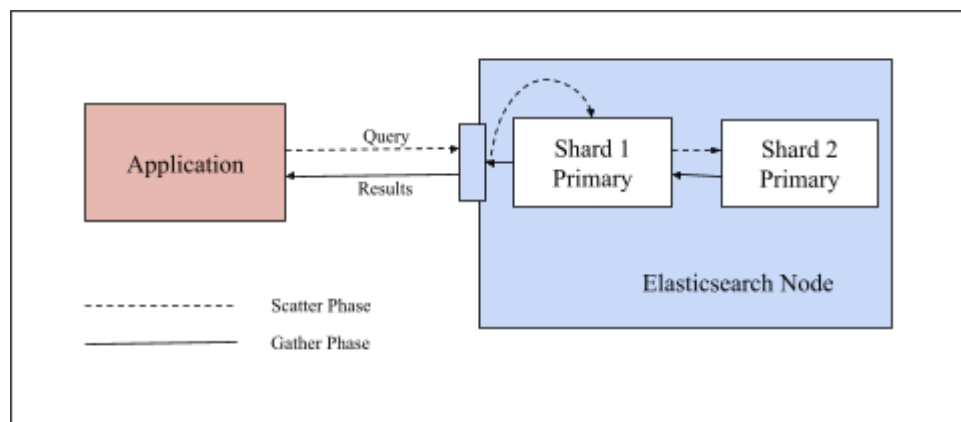 Application
Query
Results
Shard 1
Primary
Shard 2
Primary
Elasticsearch Node
Scatter Phase
Gather Phase